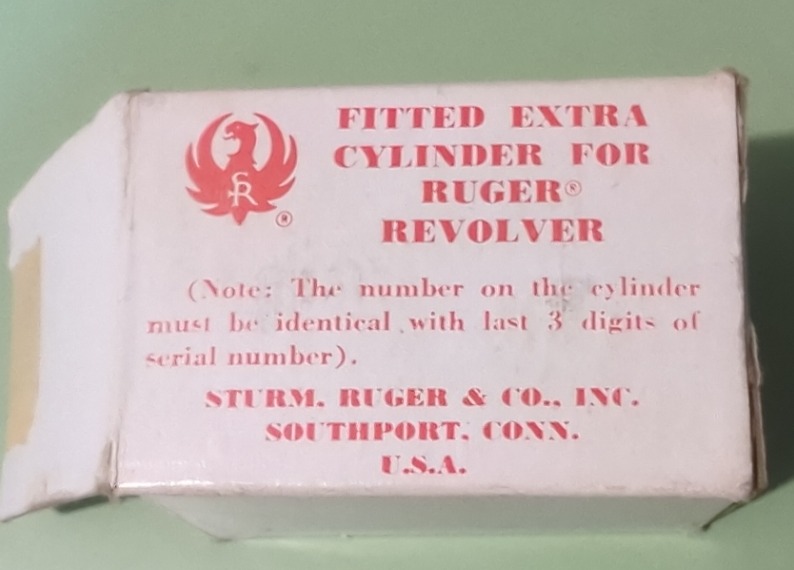 FITTED EXTRA
CYLINDER FOR
RUGER®
REVOLVER
SR
®
(Note: The number on the cylinder
must be identical with last 3 digits of
serial number).
STURM, RUGER & CO., INC.
SOUTHPORT, CONN.
U.S.A.